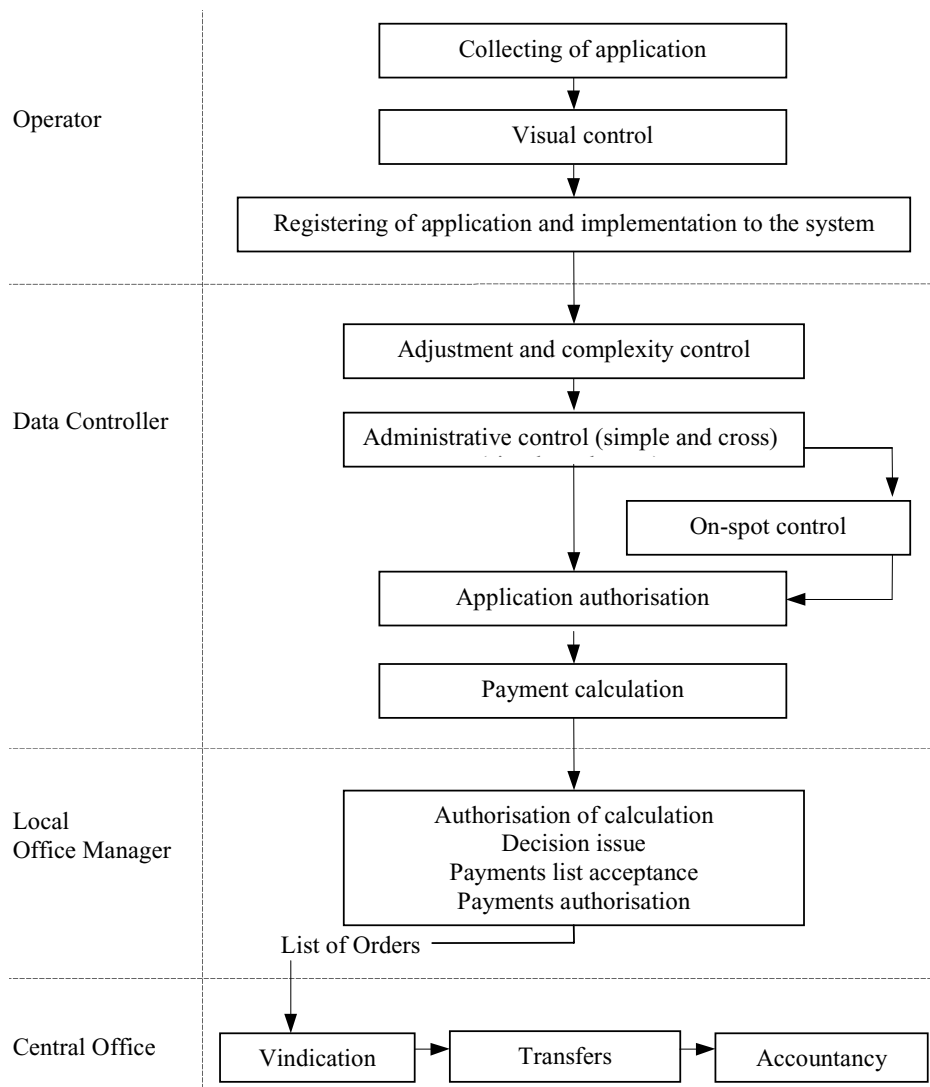 Operator
Collecting of application
Visual control
Registering of application and implementation to the system
Data Controller
Adjustment and complexity control
Administrative control (simple and cross)
On-spot control
Application authorisation
Payment calculation
Local
Office Manager
Authorisation of calculation
Decision issue
Payments list acceptance
Payments authorisation
List of Orders
Central Office
Vindication
Transfers
Accountancy